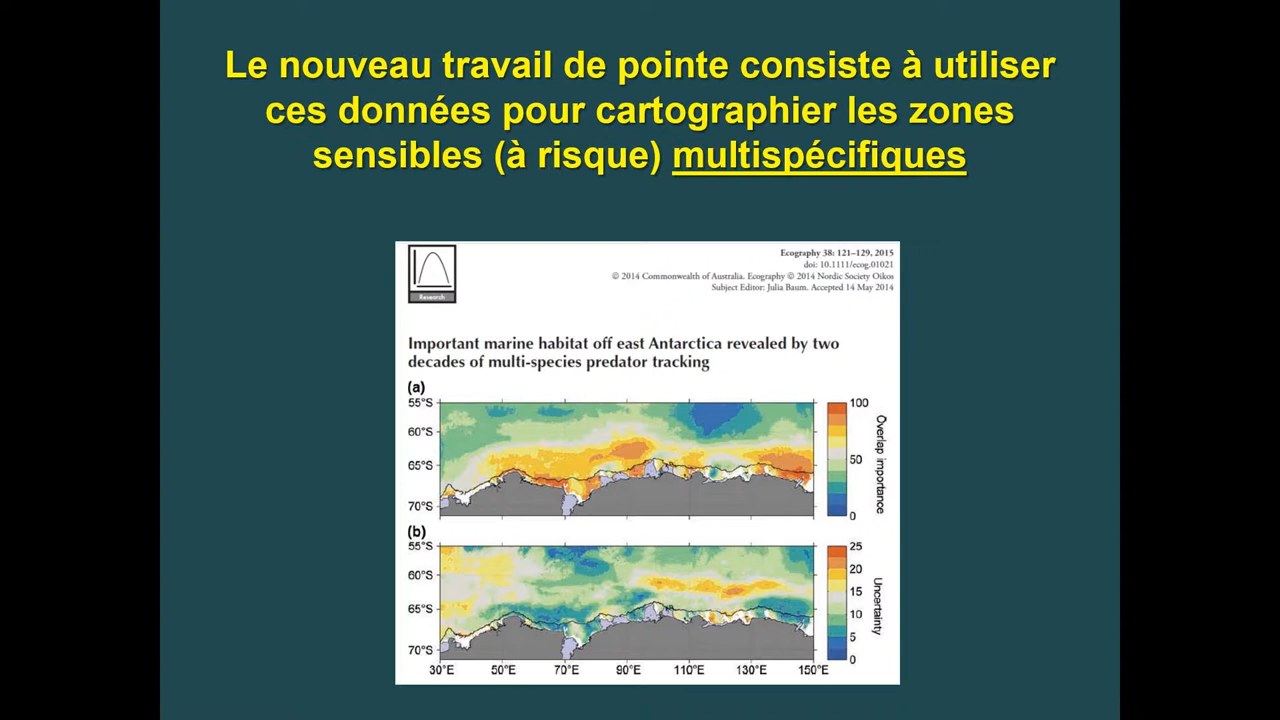 Le nouveau travail de pointe consiste à utiliser
ces données pour cartographier les zones
sensibles (à risque) multispécifiques
Research
Ecography 38: 121–129, 2015
doi: 10.1111/ecog.01021
© 2014 Commonwealth of Australia. Ecography © 2014 Nordic Society Oikos
Subject Editor: Julia Baum. Accepted 14 May 2014
Important marine habitat off east Antarctica revealed by two
decades of multi-species predator tracking
(a)
55°S
60°S
65°S
70°S
100
50
0
Overlap importance
(b)
55°S
60°S
65°S
70°S
30°E 50°E 70°E 90°E 110°E 130°E 150°E
25
20
15
10
5
0
Uncertainty